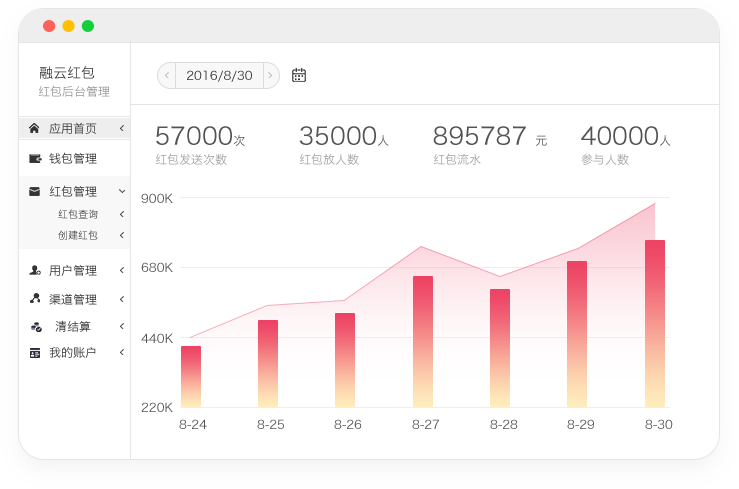 融云红包
红包后台管理
应用首页
钱包管理
红包管理
红包查询
创建红包
用户管理
渠道管理
清结算
我的账户
2016/8/30
57000次
红包发送次数
35000人
红包放人数
895787 元
红包流水
40000人
参与人数
900K
680K
440K
220K
8-24 8-25 8-26 8-27 8-28 8-29 8-30